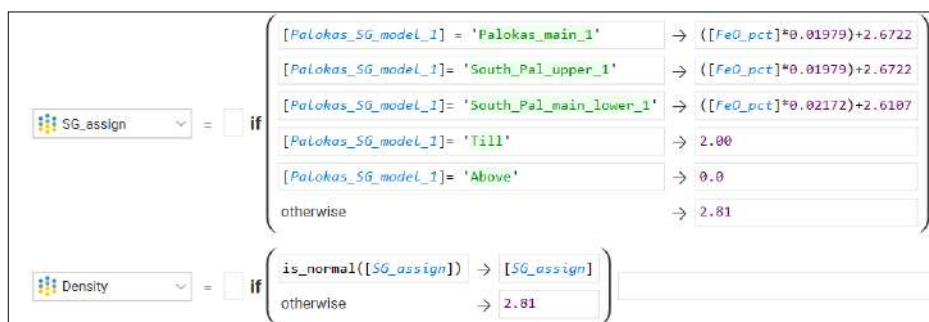 [Palokas_SG_model_1] = 'Palokas_main_1' → ([FeO_pct]*0.01979)+2.6722
[Palokas_SG_model_1]= 'South_Pal_upper_1' → ([FeO_pct]*0.01979)+2.6722
[Palokas_SG_model_1]= 'South_Pal_main_lower_1' → ([FeO_pct]*0.02172)+2.6107
SG_assign = if
[Palokas_SG_model_1]= 'Till' → 2.00
[Palokas_SG_model_1]= 'Above' → 0.0
otherwise → 2.81
is_normal([SG_assign]) → [SG_assign]
Density = if
otherwise → 2.81